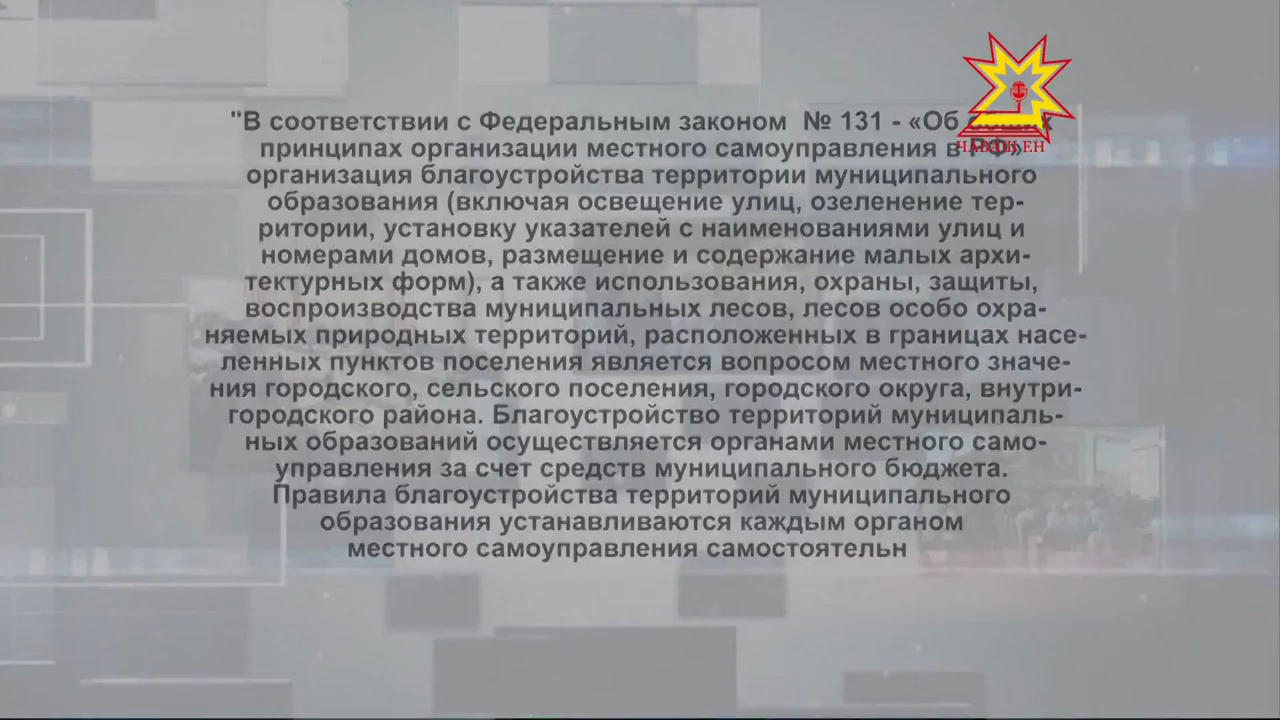 "В соответствии с Федеральным законом № 131 - «Об общих
принципах организации местного самоуправления в РФ»
организация благоустройства территории муниципального
образования (включая освещение улиц, озеленение тер-
ритории, установку указателей с наименованиями улиц и
номерами домов, размещение и содержание малых архи-
тектурных форм), а также использования, охраны, защиты,
воспроизводства муниципальных лесов, лесов особо охра-
няемых природных территорий, расположенных в границах насе-
ленных пунктов поселения является вопросом местного значе-
ния городского, сельского поселения, городского округа, внутри-
городского района. Благоустройство территорий муниципаль-
ных образований осуществляется органами местного само-
управления за счет средств муниципального бюджета.
Правила благоустройства территорий муниципального
образования устанавливаются каждым органом
местного самоуправления самостоятельн
ЧӐВАШ ЕН